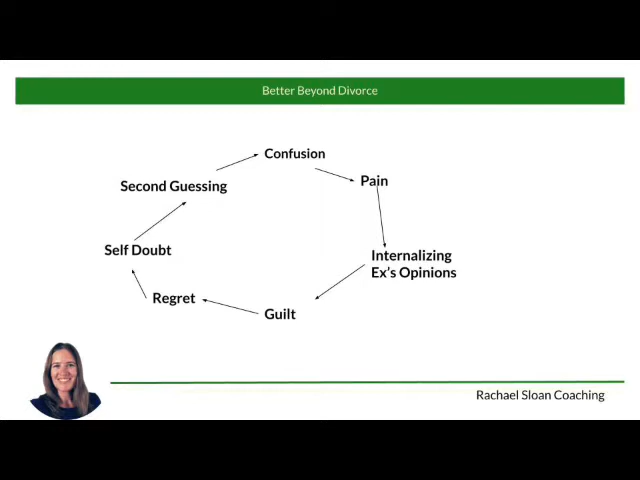 Better Beyond Divorce
Confusion
Pain
Second Guessing
Self Doubt
Internalizing
Ex's Opinions
Regret
Guilt
Rachael Sloan Coaching